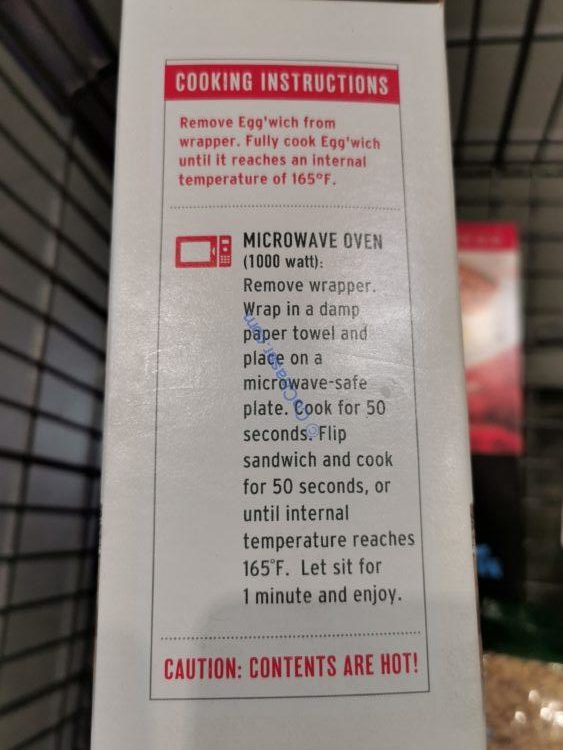 COOKING INSTRUCTIONS
Remove Egg'wich from
wrapper. Fully cook Egg'wich
until it reaches an internal
temperature of 165°F.
MICROWAVE OVEN
(1000 watt):
Remove wrapper.
Wrap in a damp
paper towel and
place on a
microwave-safe
plate. Cook for 50
seconds. Flip
sandwich and cook
for 50 seconds, or
until internal
temperature reaches
165°F. Let sit for
1 minute and enjoy.
CAUTION: CONTENTS ARE HOT!